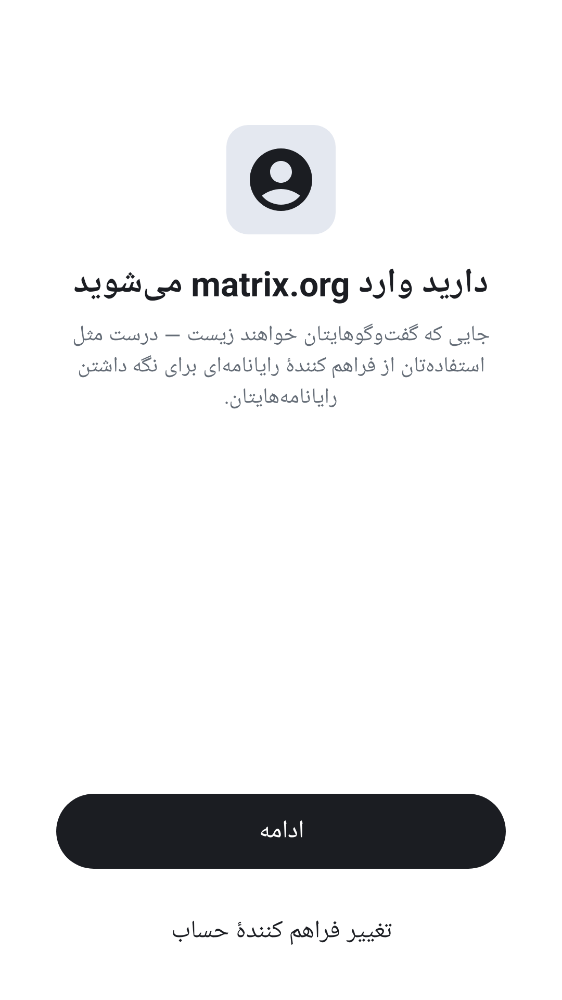 دارید وارد matrix.org می‌شوید
جایی که گفت‌وگوهایتان خواهند زیست – درست مثل
استفاده‌تان از فراهم کنندهٔ رایانامه‌ای برای نگه داشتن
رایانامه‌هایتان.
ادامه
تغییر فراهم کنندهٔ حساب